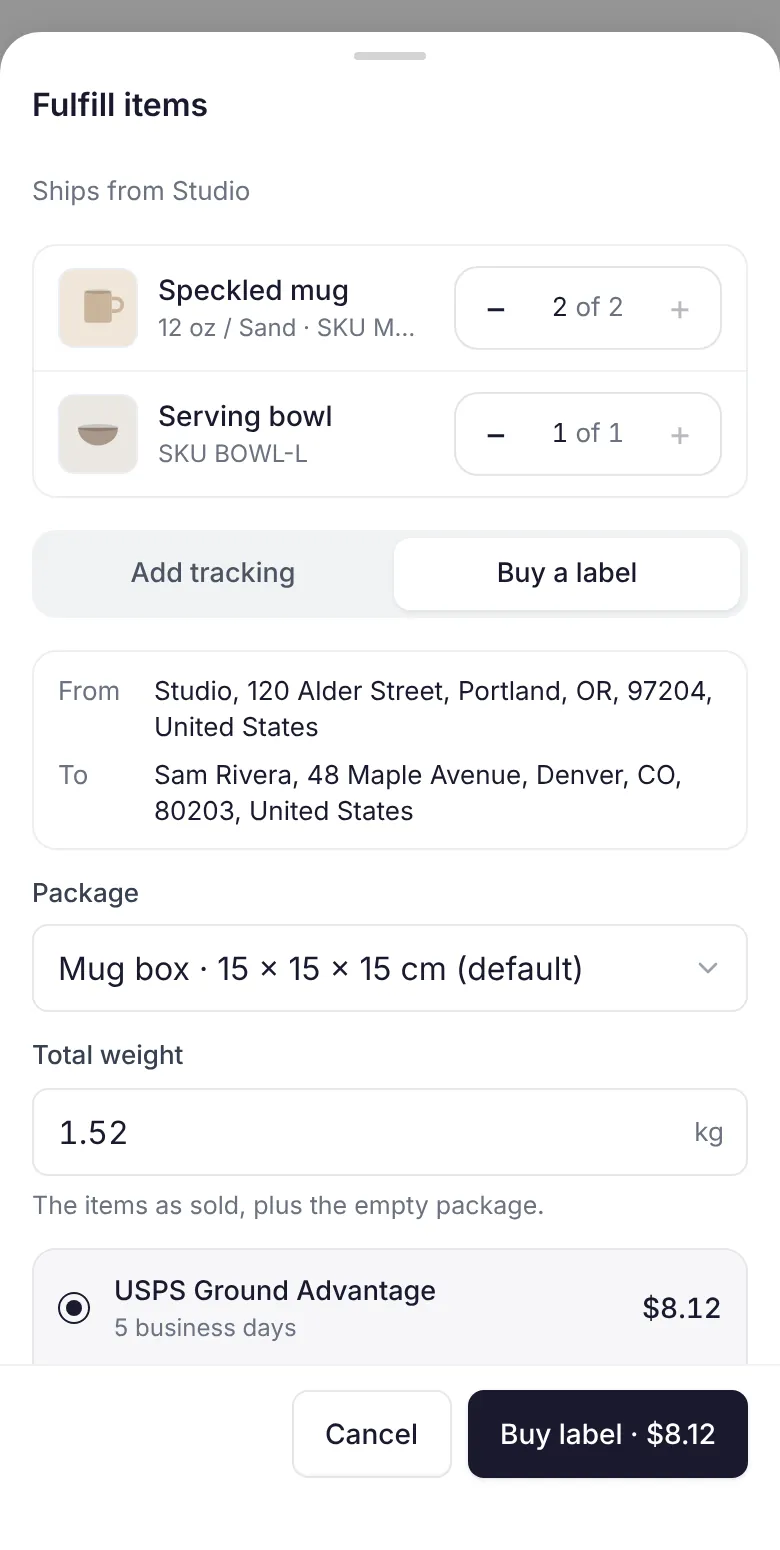 Fulfill items
Ships from Studio
Speckled mug
12 oz / Sand · SKU M...
− 2 of 2 +
Serving bowl
SKU BOWL-L
− 1 of 1 +
Add tracking
Buy a label
From
Studio, 120 Alder Street, Portland, OR, 97204,
United States
To
Sam Rivera, 48 Maple Avenue, Denver, CO,
80203, United States
Package
Mug box · 15 × 15 × 15 cm (default)
Total weight
1.52 kg
The items as sold, plus the empty package.
USPS Ground Advantage
5 business days
$8.12
Cancel
Buy label · $8.12